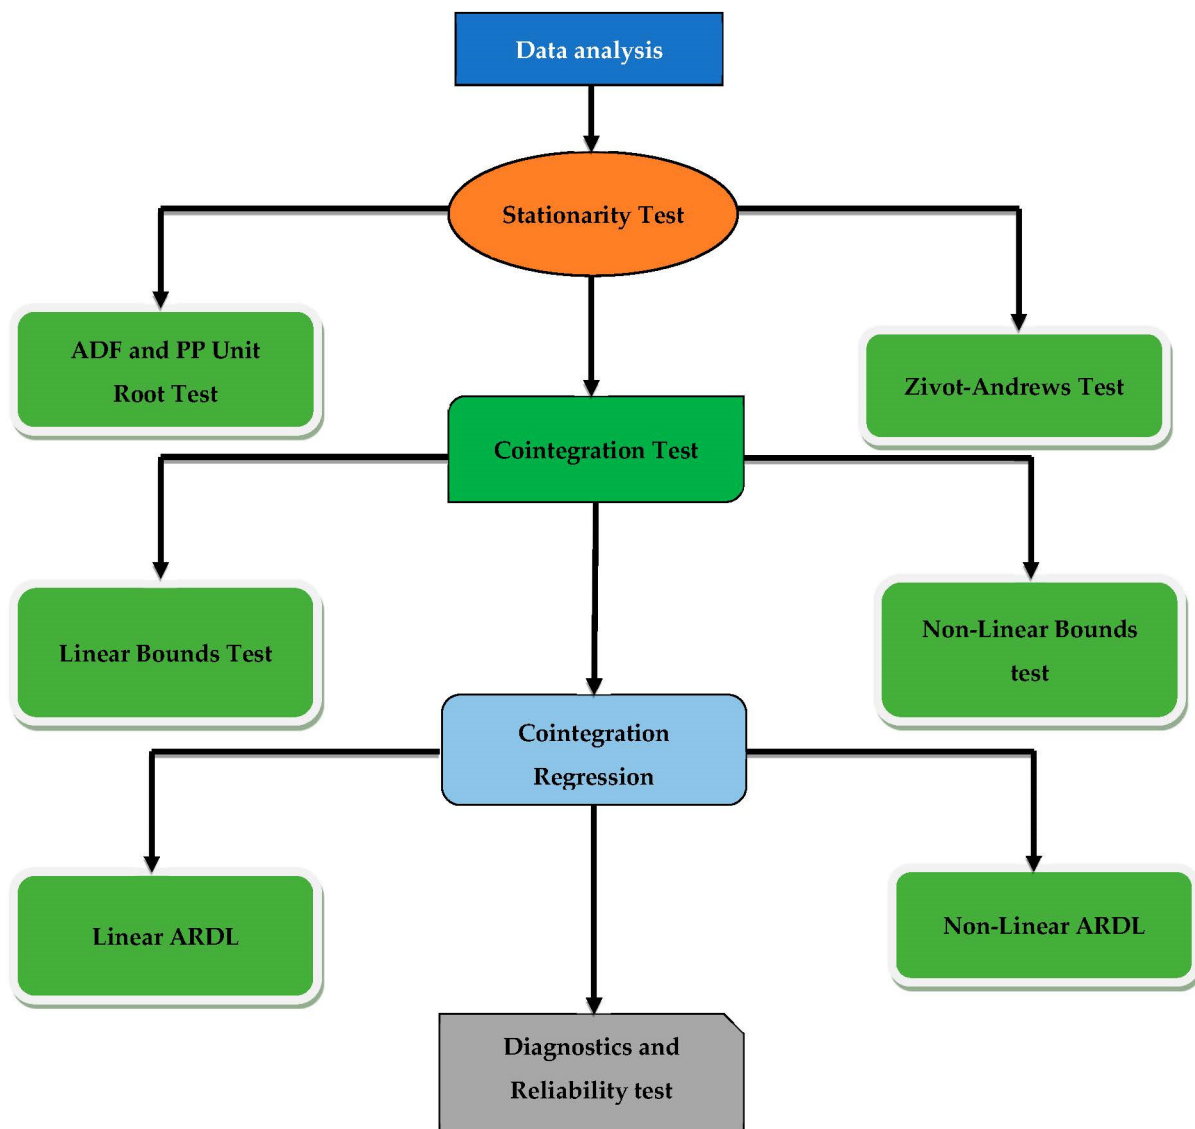 Data analysis
Stationarity Test
ADF and PP Unit
Root Test
Zivot-Andrews Test
Cointegration Test
Linear Bounds Test
Non-Linear Bounds
test
Cointegration
Regression
Linear ARDL
Non-Linear ARDL
Diagnostics and
Reliability test